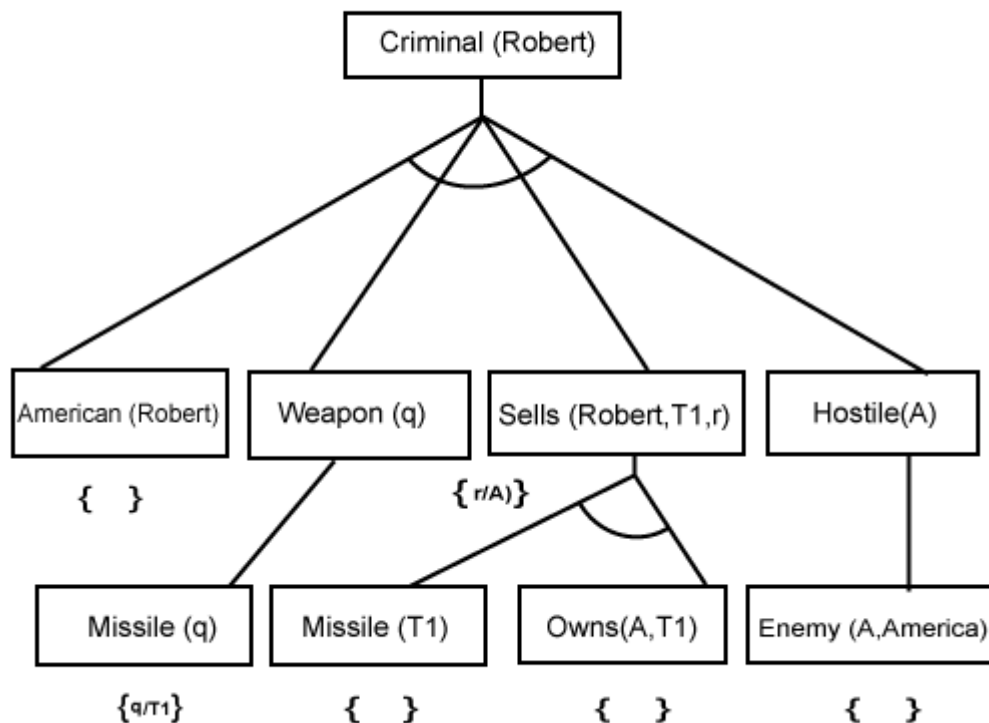 Criminal (Robert)
American (Robert)
Weapon (q)
Sells (Robert,T1,r)
Hostile(A)
{ }
{ r/A)}
Missile (q)
Missile (T1)
Owns(A,T1)
Enemy (A,America)
{q/T1}
{ }
{ }
{ }